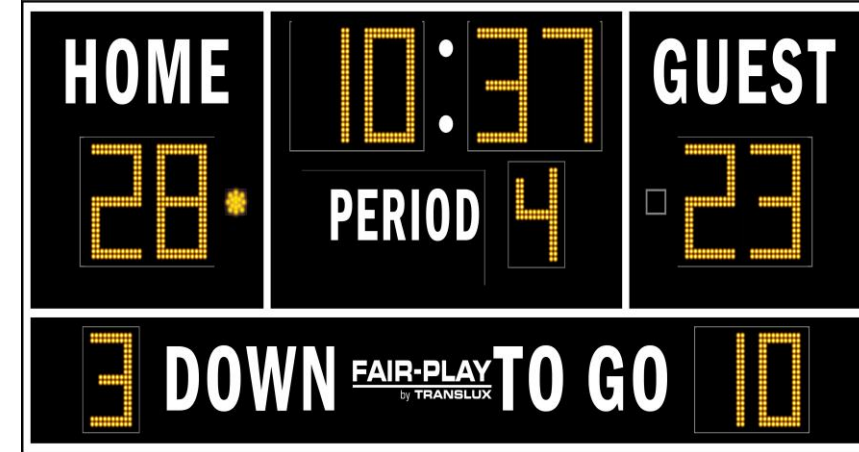 HOME 10:37 GUEST
28 PERIOD 4 23
3 DOWN FAIR-PLAY TO GO 10
by TRANSLUX